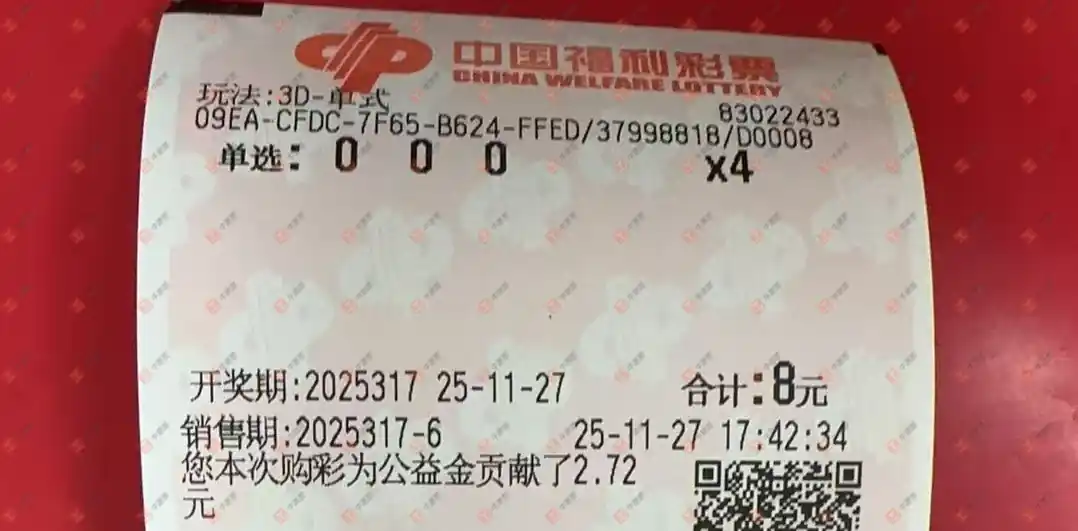 中国福利彩票
CHINA WELFARE LOTTERY
玩法:3D-单式
83022433
09EA-CFDC-7F65-B624-FFED/37998818/D0008
单选: 0 0 0 x4
开奖期:2025317 25-11-27 合计:8元
销售期:2025317-6 25-11-27 17:42:34
您本次购彩为公益金贡献了2.72
元